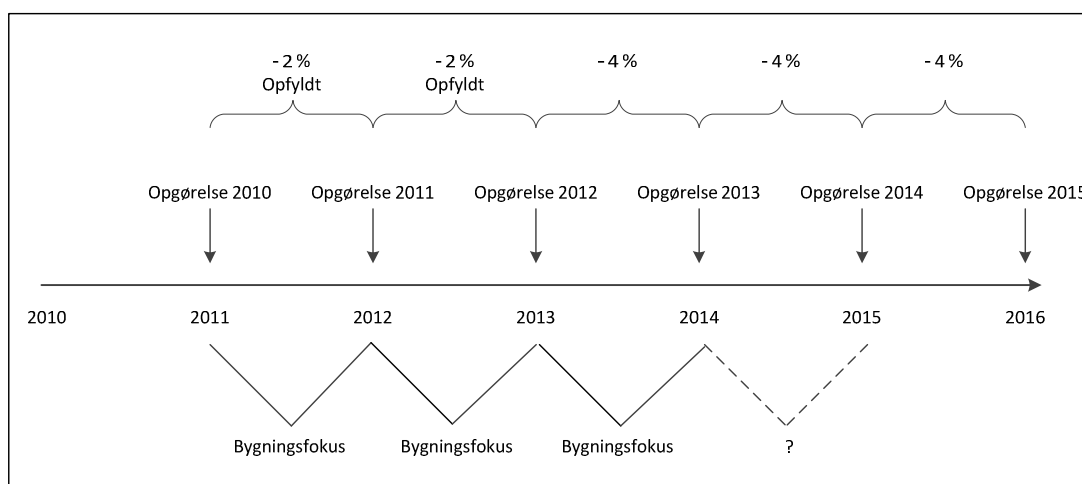 -2 % -2 % -4% -4% -4%
Opfyldt Opfyldt
Opgørelse 2010 Opgørelse 2011 Opgørelse 2012 Opgørelse 2013 Opgørelse 2014 Opgørelse 2015
2010 2011 2012 2013 2014 2015 2016
Bygningsfokus Bygningsfokus Bygningsfokus ?